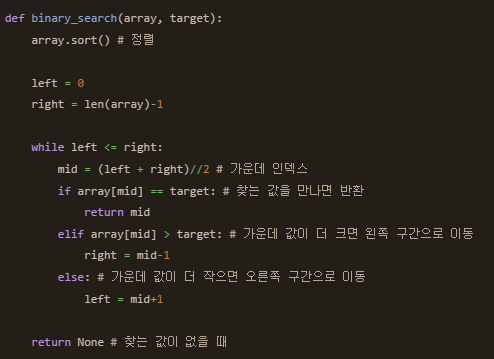 def binary_search(array, target):
    array.sort() # 정렬

    left = 0
    right = len(array)-1

    while left <= right:
        mid = (left + right)//2 # 가운데 인덱스
        if array[mid] == target: # 찾는 값을 만나면 반환
            return mid
        elif array[mid] > target: # 가운데 값이 더 크면 왼쪽 구간으로 이동
            right = mid-1
        else: # 가운데 값이 더 작으면 오른쪽 구간으로 이동
            left = mid+1

    return None # 찾는 값이 없을 때